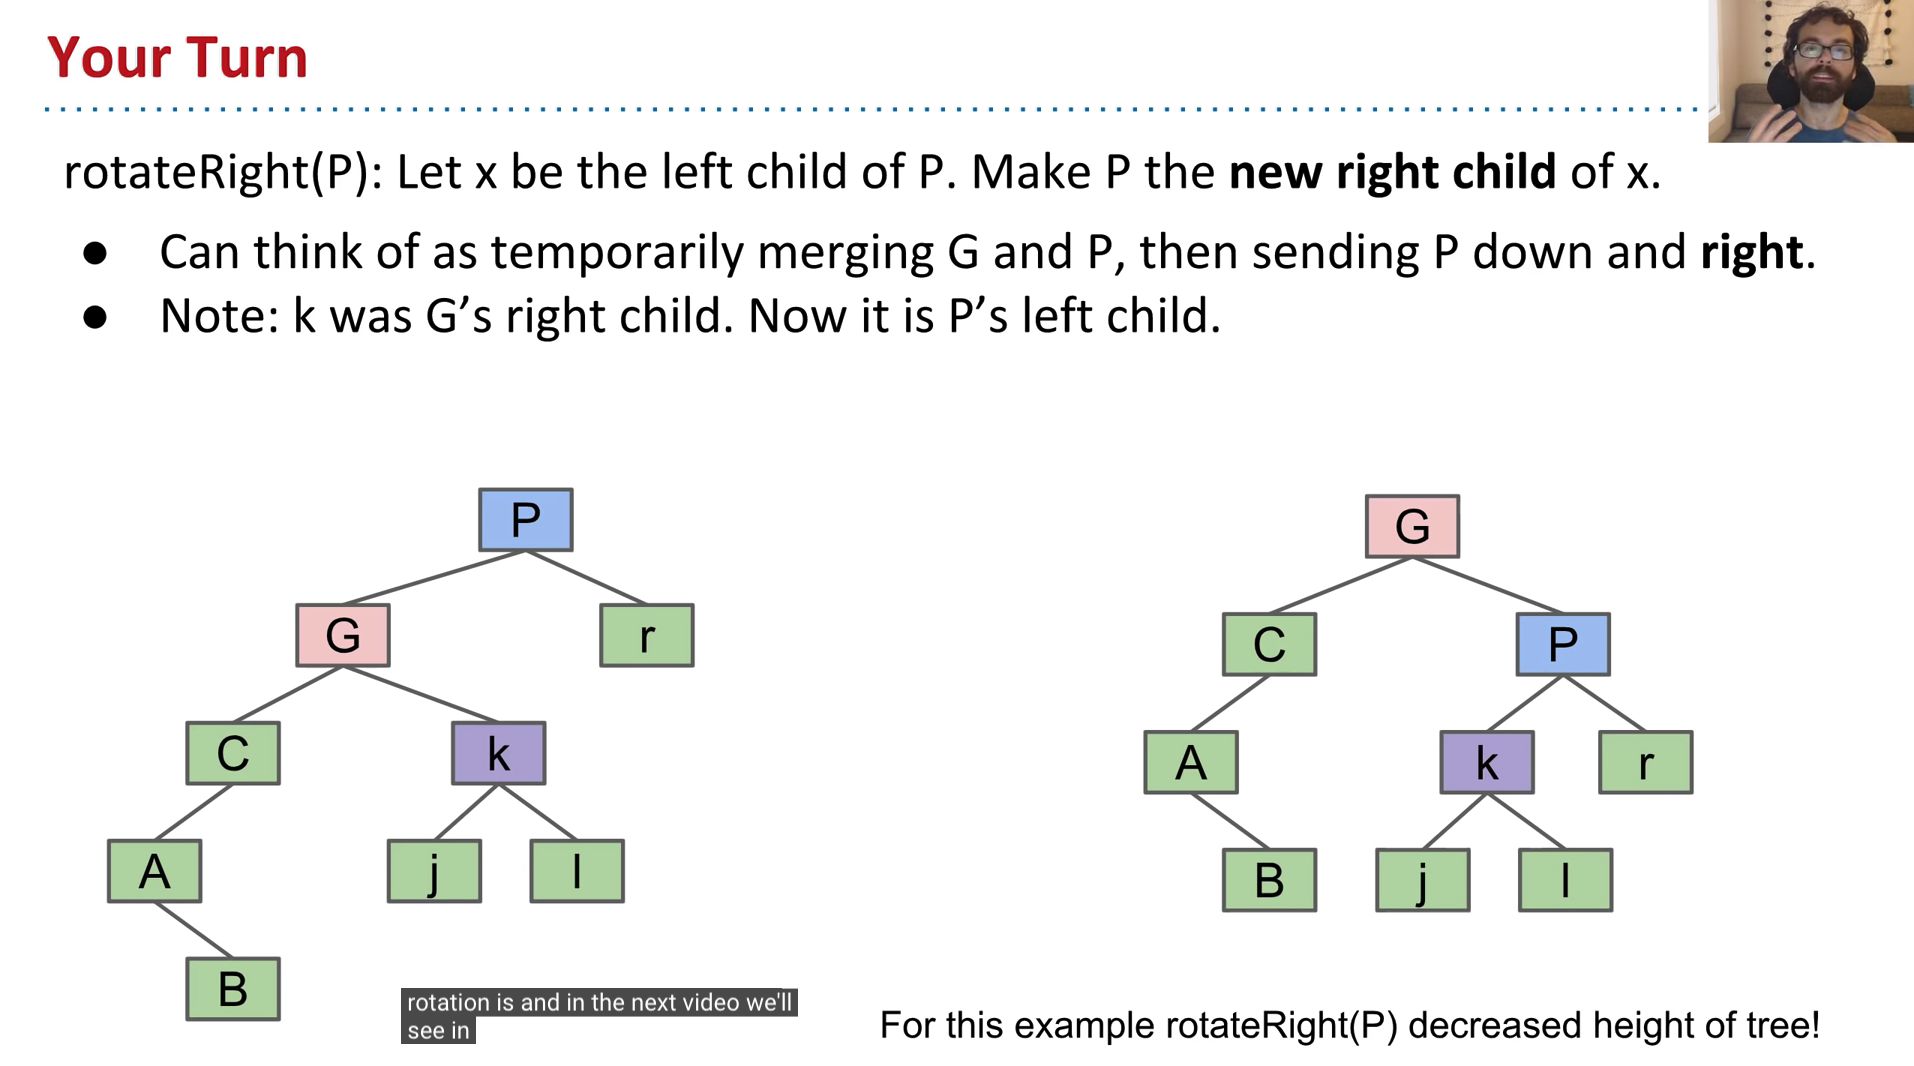 Your Turn
rotateRight(P): Let x be the left child of P. Make P the new right child of x.
● Can think of as temporarily merging G and P, then sending P down and right.
● Note: k was G’s right child. Now it is P’s left child.
P
G
r
C
k
A
j
l
B
G
C
P
A
k
r
B
j
l
rotation is and in the next video we'll
see in
For this example rotateRight(P) decreased height of tree!